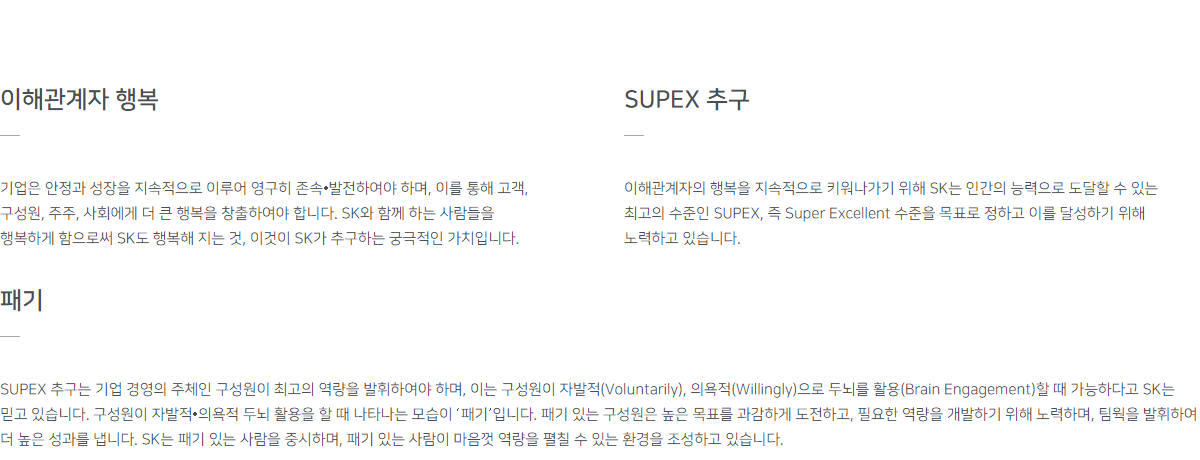 이해관계자 행복
기업은 안정과 성장을 지속적으로 이루어 영구히 존속•발전하여야 하며, 이를 통해 고객,
구성원, 주주, 사회에게 더 큰 행복을 창출하여야 합니다. SK와 함께 하는 사람들을
행복하게 함으로써 SK도 행복해 지는 것, 이것이 SK가 추구하는 궁극적인 가치입니다.
SUPEX 추구
이해관계자의 행복을 지속적으로 키워나가기 위해 SK는 인간의 능력으로 도달할 수 있는
최고의 수준인 SUPEX, 즉 Super Excellent 수준을 목표로 정하고 이를 달성하기 위해
노력하고 있습니다.
패기
SUPEX 추구는 기업 경영의 주체인 구성원이 최고의 역량을 발휘하여야 하며, 이는 구성원이 자발적(Voluntarily), 의욕적(Willingly)으로 두뇌를 활용(Brain Engagement)할 때 가능하다고 SK는
믿고 있습니다. 구성원이 자발적•의욕적 두뇌 활용을 할 때 나타나는 모습이 ‘패기’입니다. 패기 있는 구성원은 높은 목표를 과감하게 도전하고, 필요한 역량을 개발하기 위해 노력하며, 팀웍을 발휘하여
더 높은 성과를 냅니다. SK는 패기 있는 사람을 중시하며, 패기 있는 사람이 마음껏 역량을 펼칠 수 있는 환경을 조성하고 있습니다.